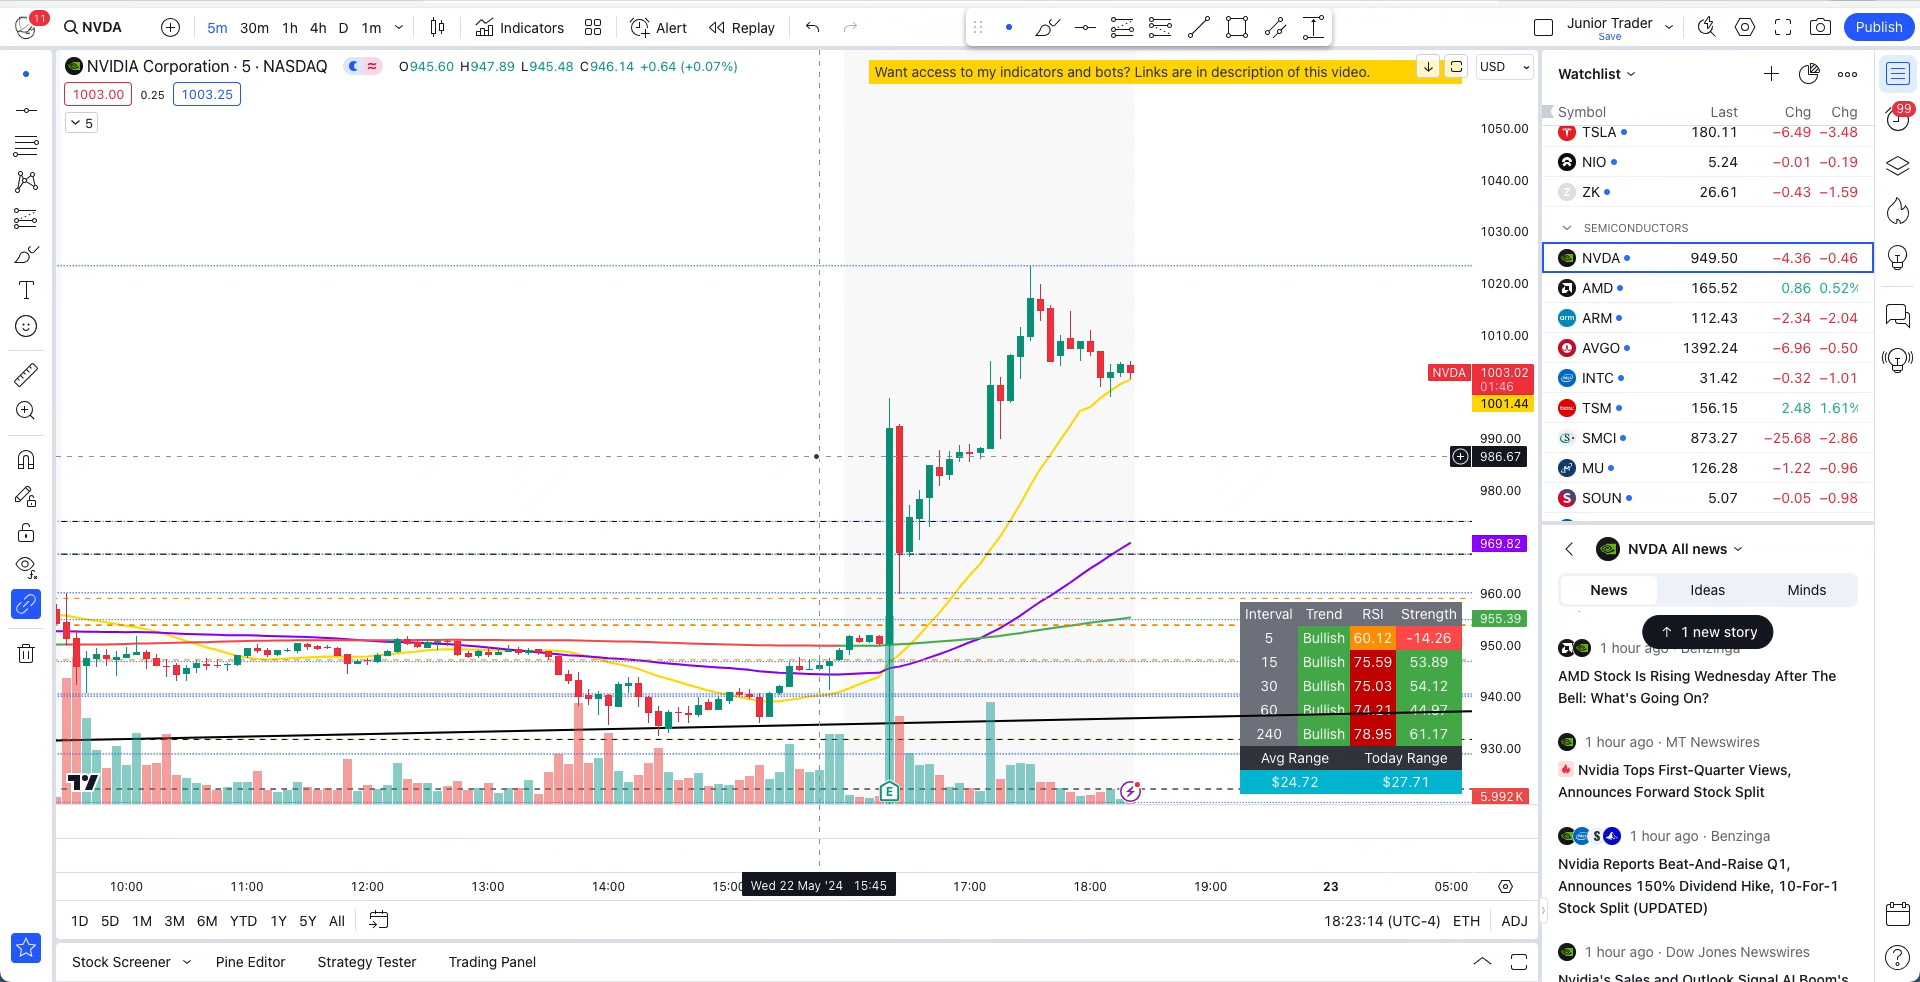 11
NVDA
5m 30m 1h 4h D 1m
Indicators
Alert
Replay
Junior Trader
Save
Publish
NVIDIA Corporation · 5 · NASDAQ
O945.60 H947.89 L945.48 C946.14 +0.64 (+0.07%)
Want access to my indicators and bots? Links are in description of this video.
USD
1003.00 0.25 1003.25
5
1050.00
1040.00
1030.00
1020.00
1010.00
NVDA 1003.02
01:46
1001.44
990.00
986.67
980.00
969.82
960.00
955.39
950.00
940.00
930.00
5.992K
Interval Trend RSI Strength
5 Bullish 60.12 -14.26
15 Bullish 75.59 53.89
30 Bullish 75.03 54.12
60 Bullish 74.21 44.97
240 Bullish 78.95 61.17
Avg Range Today Range
$24.72 $27.71
E
10:00 11:00 12:00 13:00 14:00 15:00 Wed 22 May '24 15:45 17:00 18:00 19:00 23 05:00
1D 5D 1M 3M 6M YTD 1Y 5Y All
18:23:14 (UTC-4) ETH ADJ
Stock Screener Pine Editor Strategy Tester Trading Panel
Watchlist
99
Symbol Last Chg Chg
TSLA 180.11 −6.49 −3.48
NIO 5.24 −0.01 −0.19
ZK 26.61 −0.43 −1.59
SEMICONDUCTORS
NVDA 949.50 −4.36 −0.46
AMD 165.52 0.86 0.52%
ARM 112.43 −2.34 −2.04
AVGO 1392.24 −6.96 −0.50
INTC 31.42 −0.32 −1.01
TSM 156.15 2.48 1.61%
SMCI 873.27 −25.68 −2.86
MU 126.28 −1.22 −0.96
SOUN 5.07 −0.05 −0.98
NVDA All news
News Ideas Minds
↑ 1 new story
1 hour ago · Benzinga
AMD Stock Is Rising Wednesday After The
Bell: What's Going On?
1 hour ago · MT Newswires
Nvidia Tops First-Quarter Views,
Announces Forward Stock Split
1 hour ago · Benzinga
Nvidia Reports Beat-And-Raise Q1,
Announces 150% Dividend Hike, 10-For-1
Stock Split (UPDATED)
1 hour ago · Dow Jones Newswires
Nvidia's Sales and Outlook Signal AI Boom's